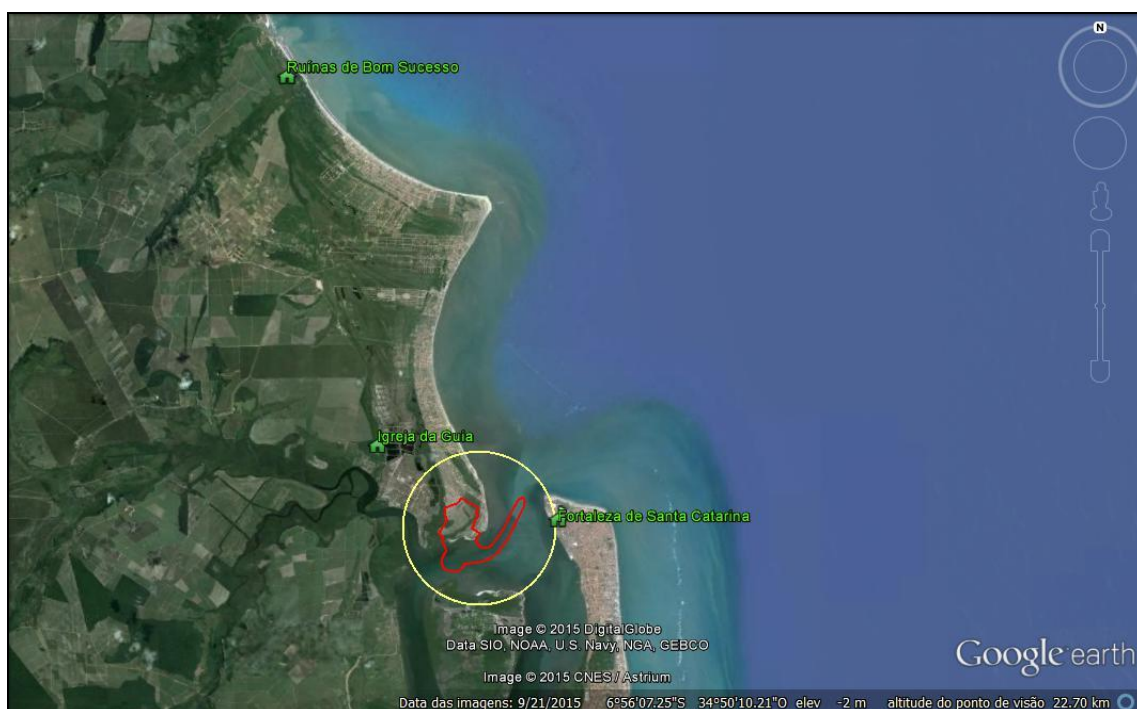 N
Ruínas de Bom Sucesso
Igreja da Guia
Fortaleza de Santa Catarina
Image © 2015 DigitalGlobe
Data SIO, NOAA, U.S. Navy, NGA, GEBCO
Image © 2015 CNES / Astrium
Google earth
Data das imagens: 9/21/2015 6°56'07.25"S 34°50'10.21"O elev -2 m altitude do ponto de visão 22.70 km